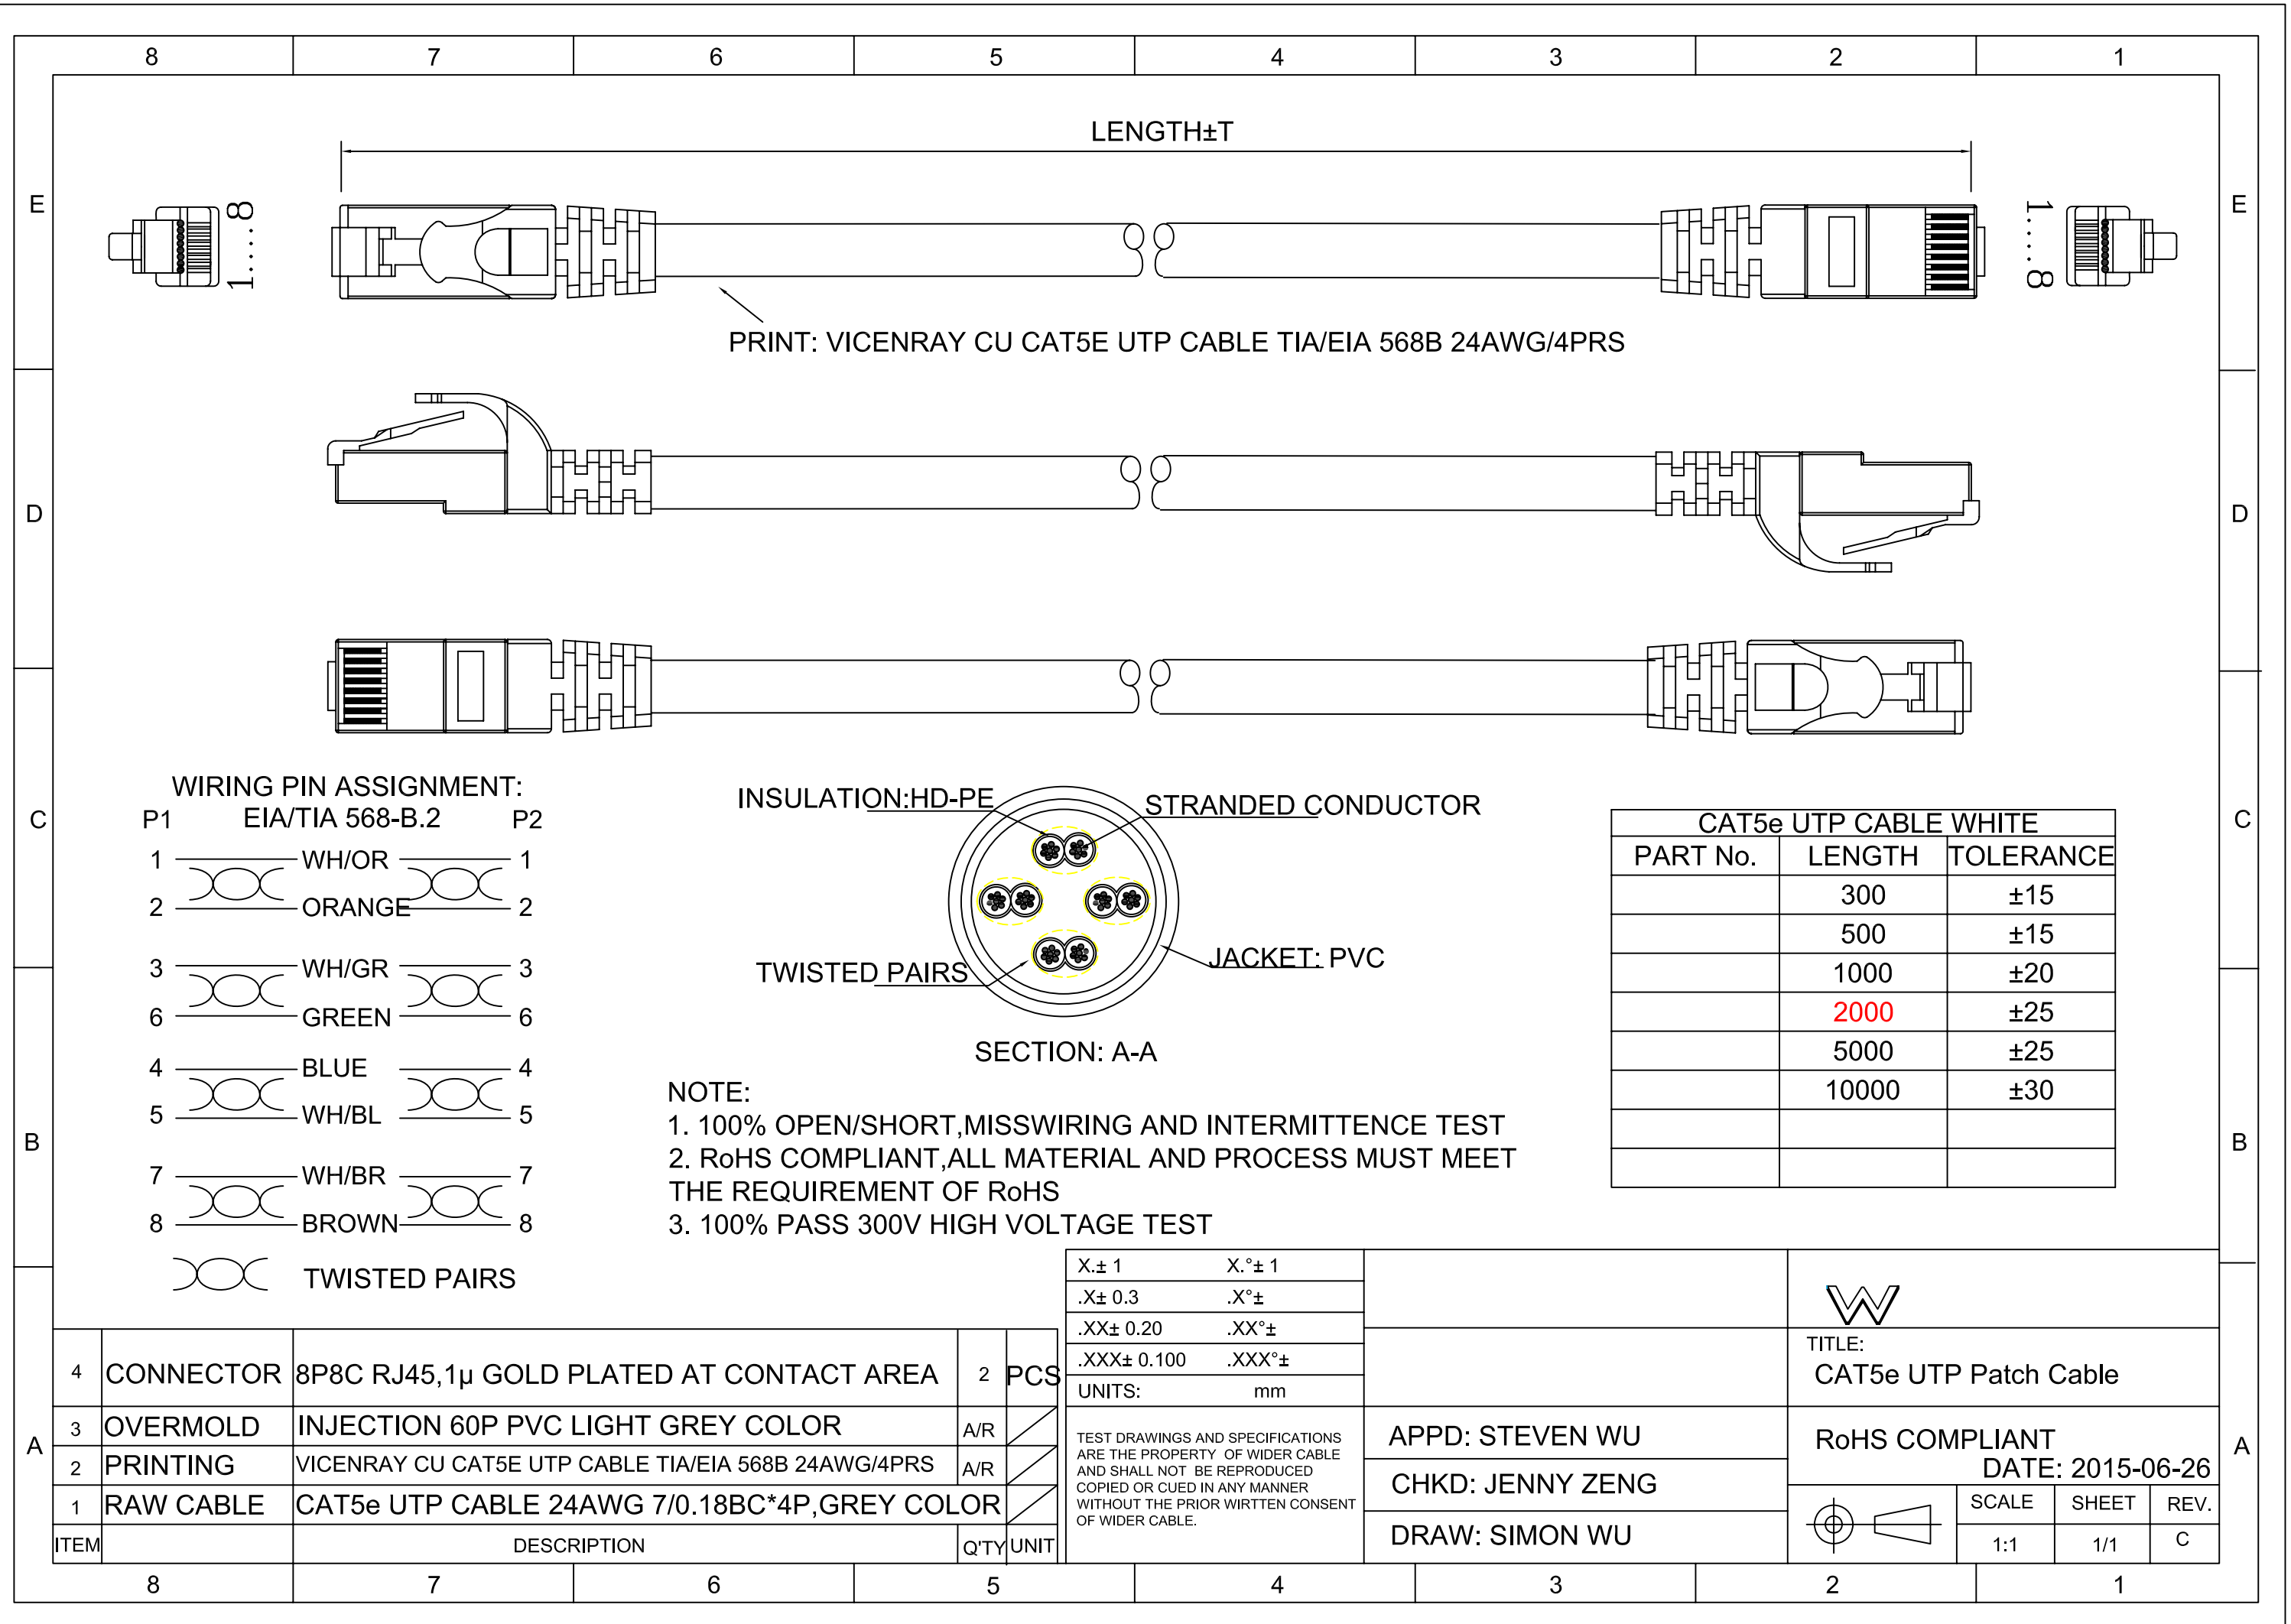 8 7 6 5 4 3 2 1
LENGTH±T
E E
1.....8
1.....8
PRINT: VICENRAY CU CAT5E UTP CABLE TIA/EIA 568B 24AWG/4PRS
D D
WIRING PIN ASSIGNMENT:
P1 EIA/TIA 568-B.2 P2
1 WH/OR 1
2 ORANGE 2
3 WH/GR 3
6 GREEN 6
4 BLUE 4
5 WH/BL 5
7 WH/BR 7
8 BROWN 8
TWISTED PAIRS
INSULATION:HD-PE
STRANDED CONDUCTOR
TWISTED PAIRS
JACKET: PVC
SECTION: A-A
C C
CAT5e UTP CABLE WHITE
PART No. LENGTH TOLERANCE
300 ±15
500 ±15
1000 ±20
2000 ±25
5000 ±25
10000 ±30
NOTE:
1. 100% OPEN/SHORT,MISSWIRING AND INTERMITTENCE TEST
2. RoHS COMPLIANT,ALL MATERIAL AND PROCESS MUST MEET
THE REQUIREMENT OF RoHS
3. 100% PASS 300V HIGH VOLTAGE TEST
B B
4 CONNECTOR 8P8C RJ45,1µ GOLD PLATED AT CONTACT AREA 2 PCS
3 OVERMOLD INJECTION 60P PVC LIGHT GREY COLOR A/R
2 PRINTING VICENRAY CU CAT5E UTP CABLE TIA/EIA 568B 24AWG/4PRS A/R
1 RAW CABLE CAT5e UTP CABLE 24AWG 7/0.18BC*4P,GREY COLOR
ITEM DESCRIPTION Q'TY UNIT
X.± 1 X.°± 1
.X± 0.3 .X°±
.XX± 0.20 .XX°±
.XXX± 0.100 .XXX°±
UNITS: mm
TEST DRAWINGS AND SPECIFICATIONS
ARE THE PROPERTY OF WIDER CABLE
AND SHALL NOT BE REPRODUCED
COPIED OR CUED IN ANY MANNER
WITHOUT THE PRIOR WIRTTEN CONSENT
OF WIDER CABLE.
APPD: STEVEN WU
CHKD: JENNY ZENG
DRAW: SIMON WU
W
TITLE:
CAT5e UTP Patch Cable
RoHS COMPLIANT
DATE: 2015-06-26
SCALE SHEET REV.
1:1 1/1 C
A A
8 7 6 5 4 3 2 1